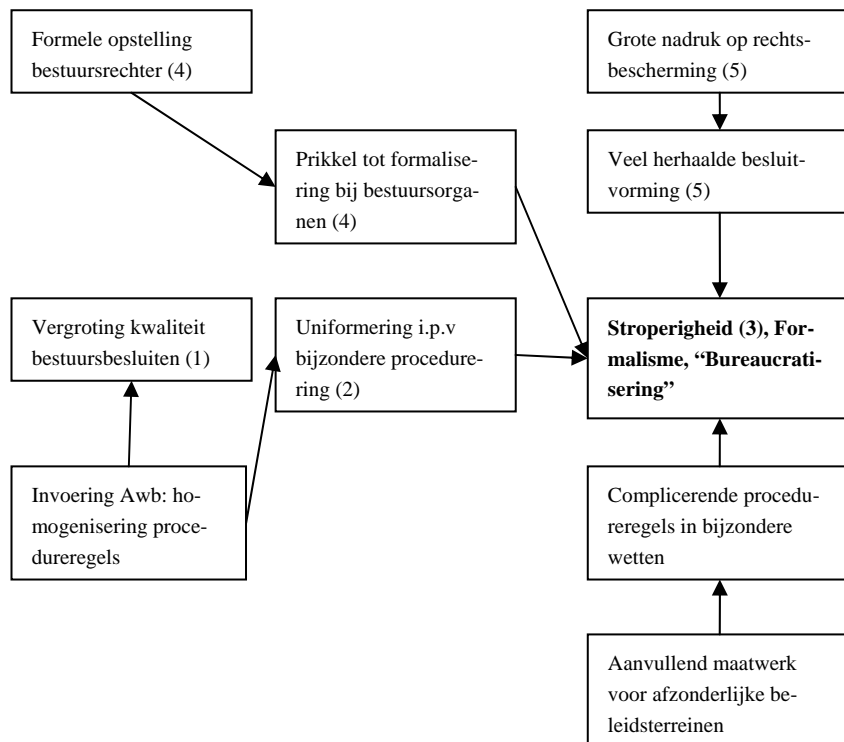 Formele opstelling
bestuursrechter (4)
Grote nadruk op rechts-
bescherming (5)
Prikkel tot formalise-
ring bij bestuursorga-
nen (4)
Veel herhaalde besluit-
vorming (5)
Vergroting kwaliteit
bestuursbesluiten (1)
Uniformering i.p.v
bijzondere procedure-
ring (2)
Stroperigheid (3), For-
malisme, “Bureaucrati-
sering”
Invoering Awb: ho-
mogenisering proce-
dureregels
Complicerende procedu-
reregels in bijzondere
wetten
Aanvullend maatwerk
voor afzonderlijke be-
leidsterreinen